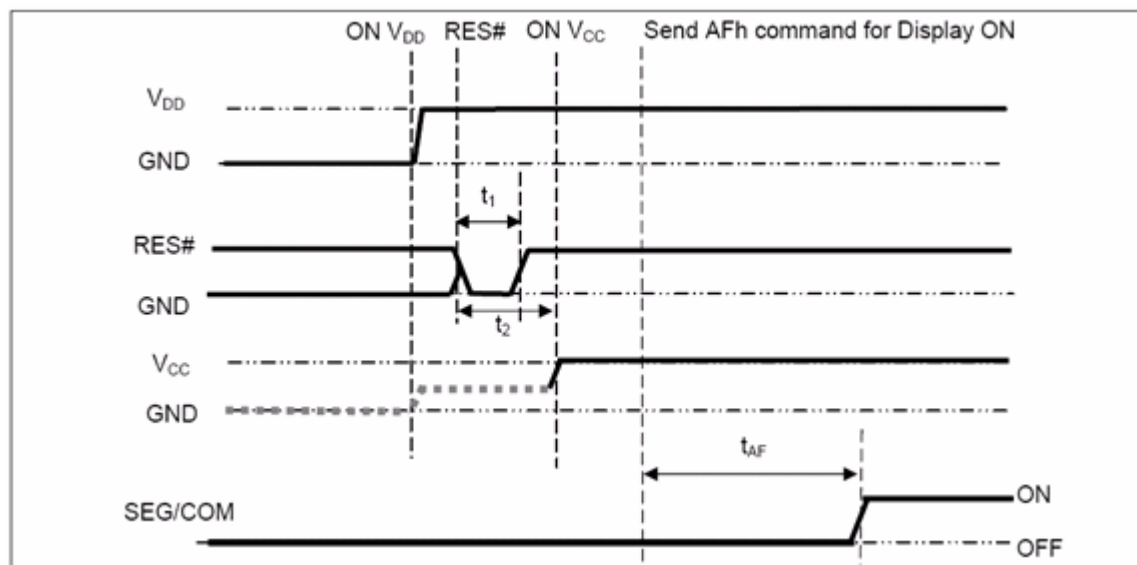 ON VDD RES# ON VCC Send AFh command for Display ON
VDD
GND
t1
RES#
GND
t2
VCC
GND
tAF
SEG/COM
ON
OFF